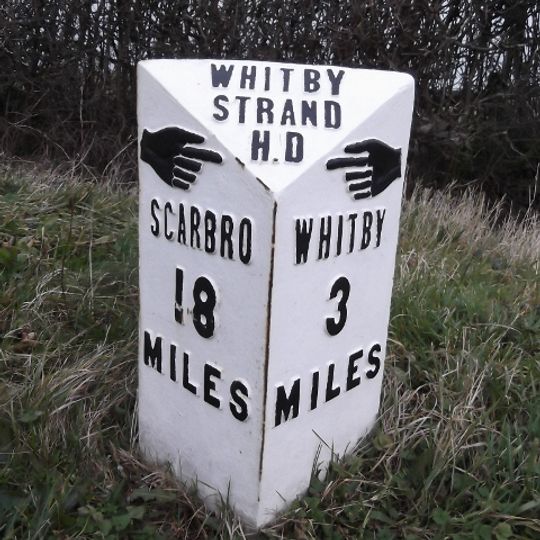 WHITBY
STRAND
H.D
SCARBRO
18
MILES
WHITBY
3
MILES